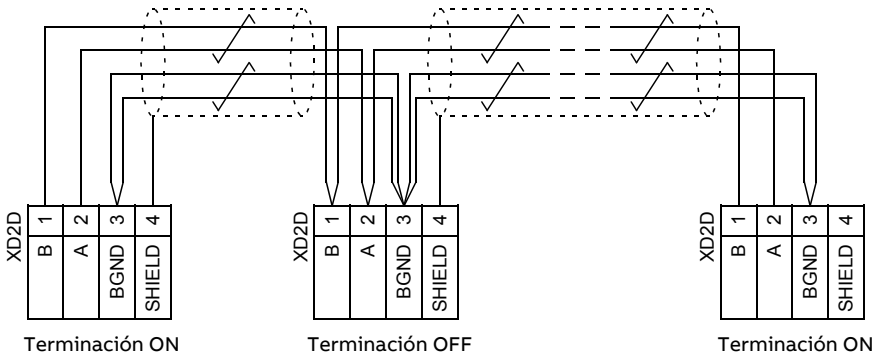 XD2D
1 2 3 4
B A BGND SHIELD
XD2D
1 2 3 4
B A BGND SHIELD
XD2D
1 2 3 4
B A BGND SHIELD
Terminación ON
Terminación OFF
Terminación ON